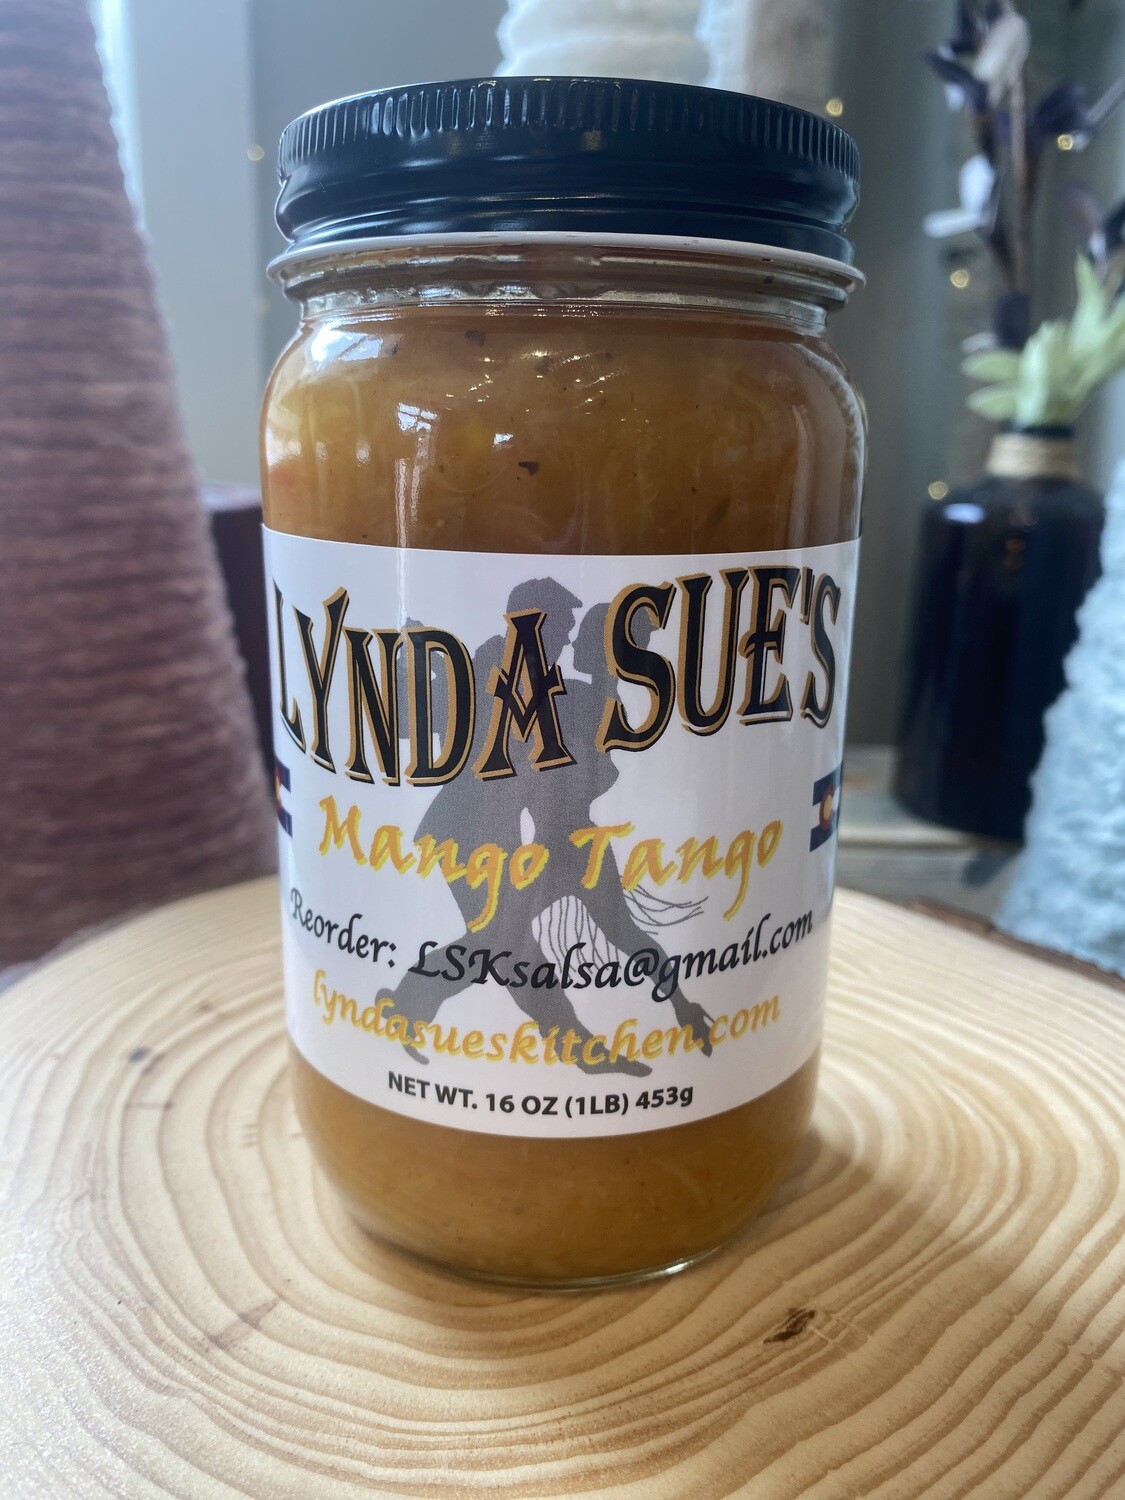 LYNDA SUE'S
Mango Tango
Reorder: LSKsalsa@gmail.com
lyndasueskitchen.com
NET WT. 16 OZ (1LB) 453g